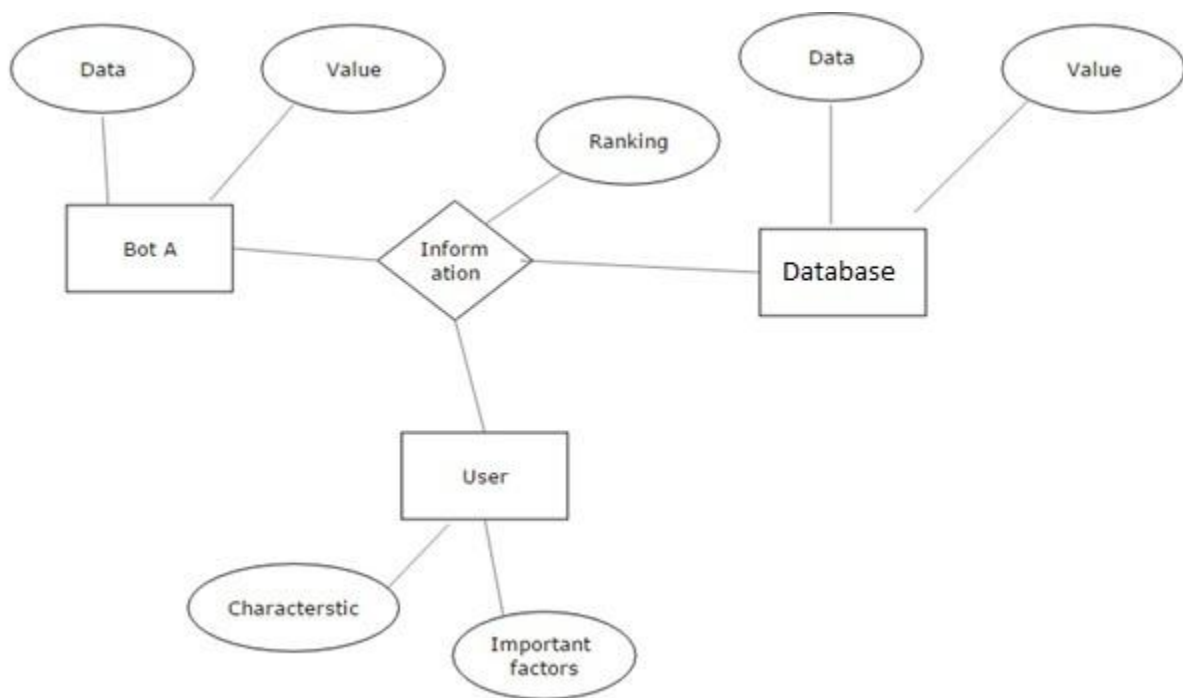 Data
Value
Data
Value
Ranking
Bot A
Inform
ation
Database
User
Characterstic
Important
factors